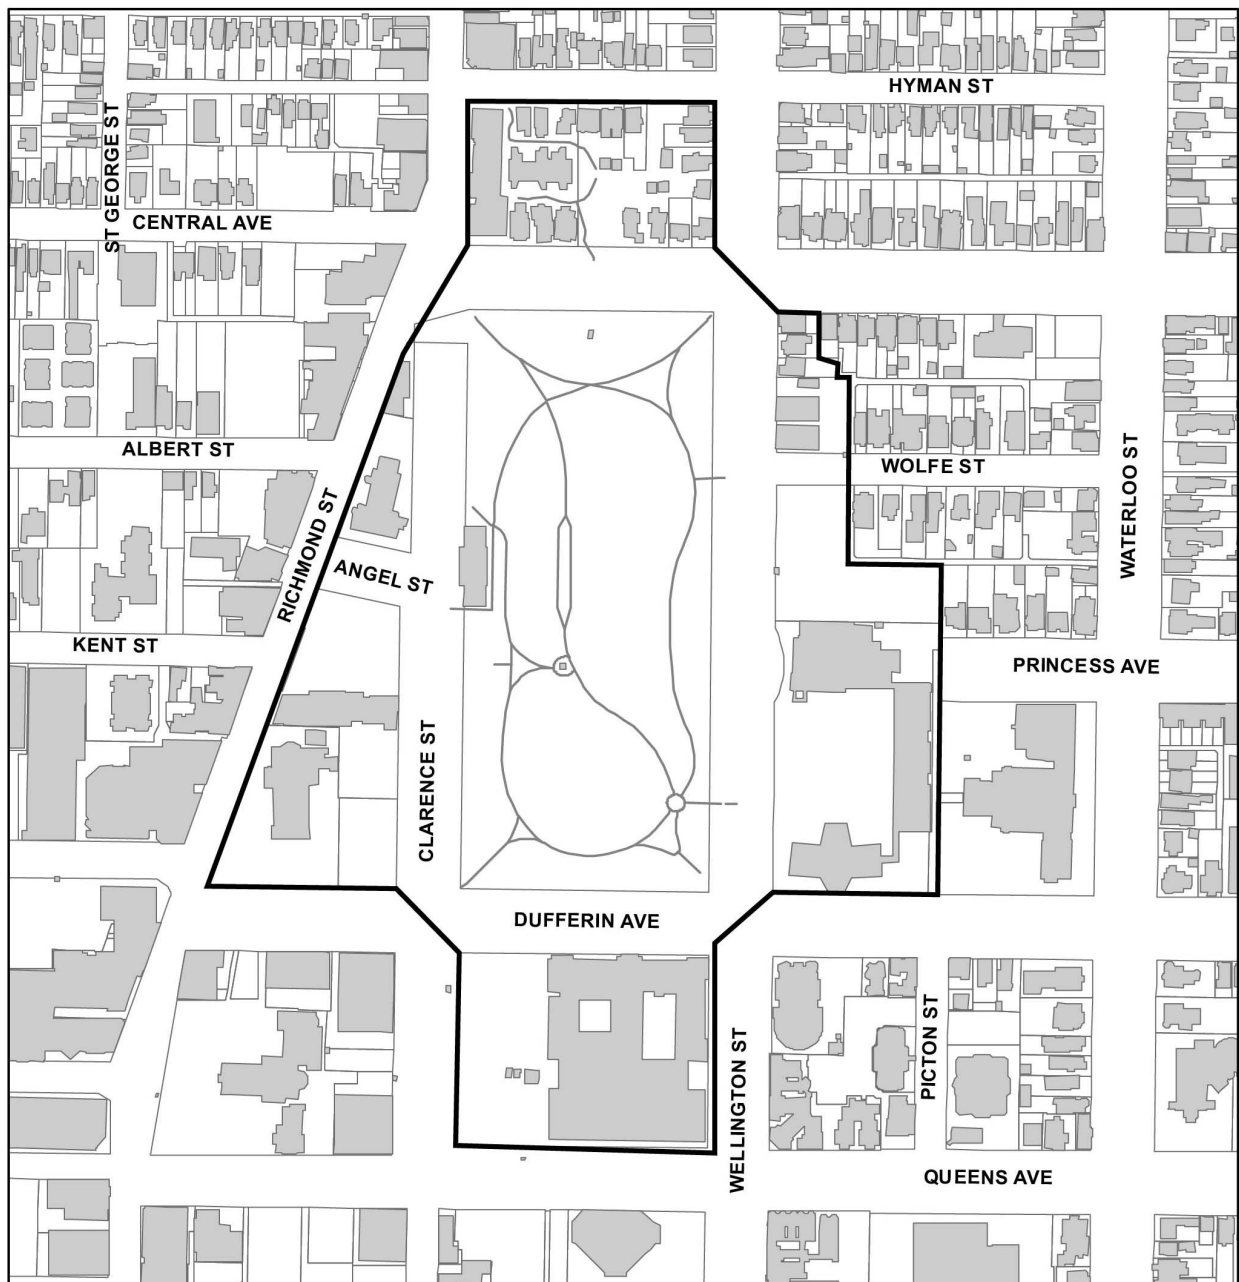 HYMAN ST
ST GEORGE ST
CENTRAL AVE
ALBERT ST
WOLFE ST
WATERLOO ST
RICHMOND ST
ANGEL ST
KENT ST
PRINCESS AVE
CLARENCE ST
DUFFERIN AVE
PICTON ST
WELLINGTON ST
QUEENS AVE